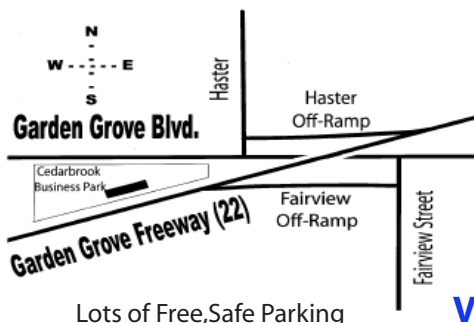 N
W E
S
Haster
Haster
Off-Ramp
Garden Grove Blvd.
Cedarbrook
Business Park
Fairview
Off-Ramp
Garden Grove Freeway (22)
Fairview Street
Lots of Free,Safe Parking